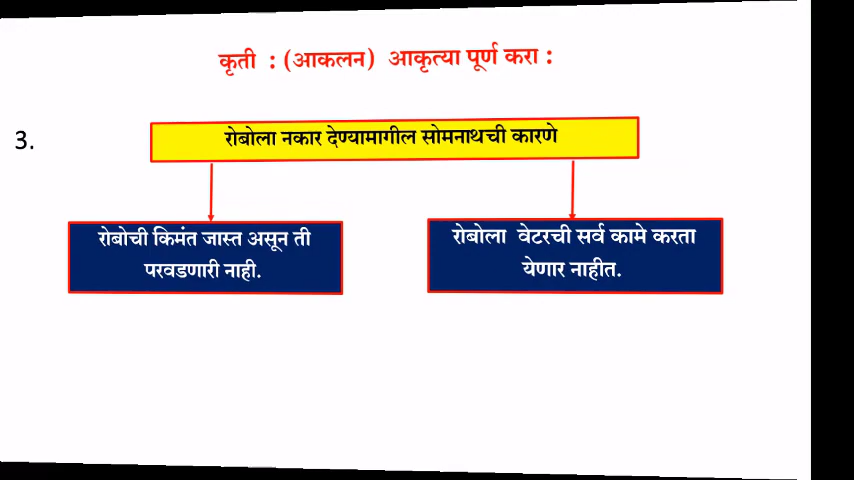 कृती : (आकलन) आकृत्या पूर्ण करा :
3.
रोबोला नकार देण्यामागील सोमनाथची कारणे
रोबोची किमंत जास्त असून ती
परवडणारी नाही.
रोबोला वेटरची सर्व कामे करता
येणार नाहीत.